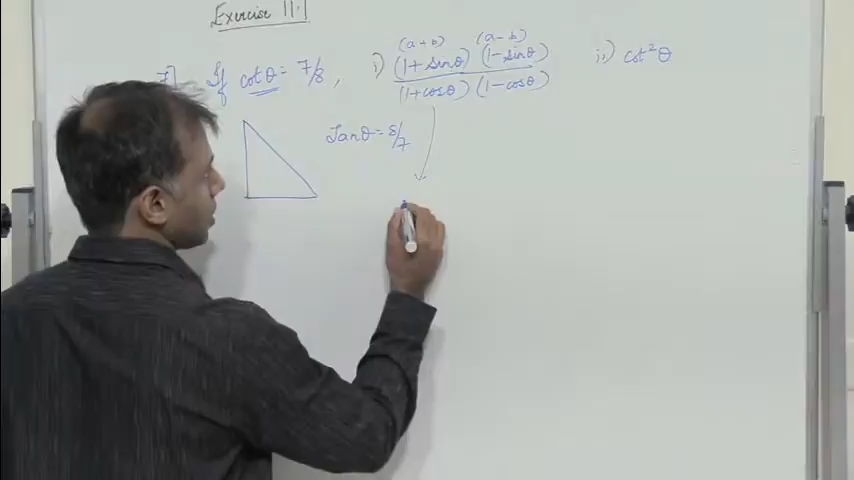 Exercise 11.1
7] If cot θ = 7/8, i) (1+sinθ) (1-sinθ) / (1+cosθ) (1-cosθ) ii) cot²θ
(a+b) (a-b)
Tanθ = 8/7